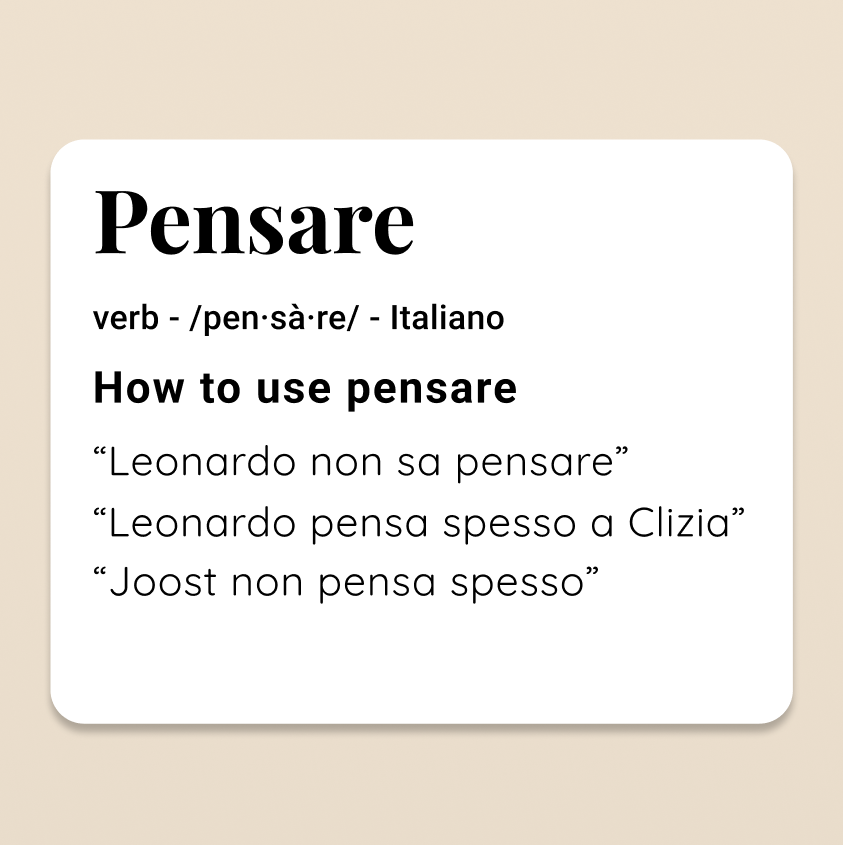 Pensare
verb - /pen·sà·re/ - Italiano
How to use pensare
“Leonardo non sa pensare”
“Leonardo pensa spesso a Clizia”
“Joost non pensa spesso”